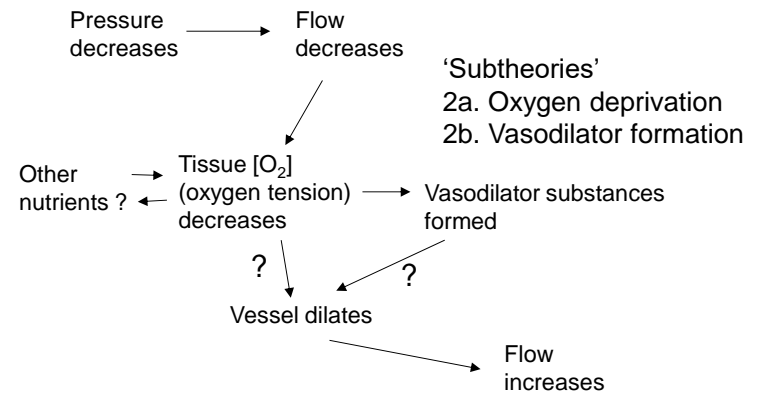 Pressure
decreases
Flow
decreases
‘Subtheories’
2a. Oxygen deprivation
2b. Vasodilator formation
Other
nutrients ?
Tissue [O₂]
(oxygen tension)
decreases
Vasodilator substances
formed
?
?
Vessel dilates
Flow
increases